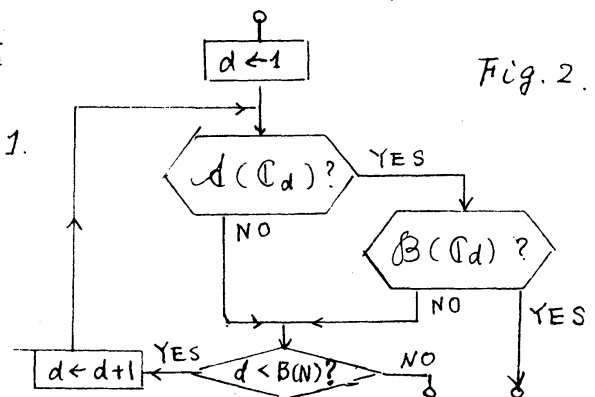 d ← 1
Fig. 2.
1.
𝒜(ℂd)?
YES
NO
ℬ(ℂd) ?
NO
YES
d ← d+1
YES
d < B(N)?
NO